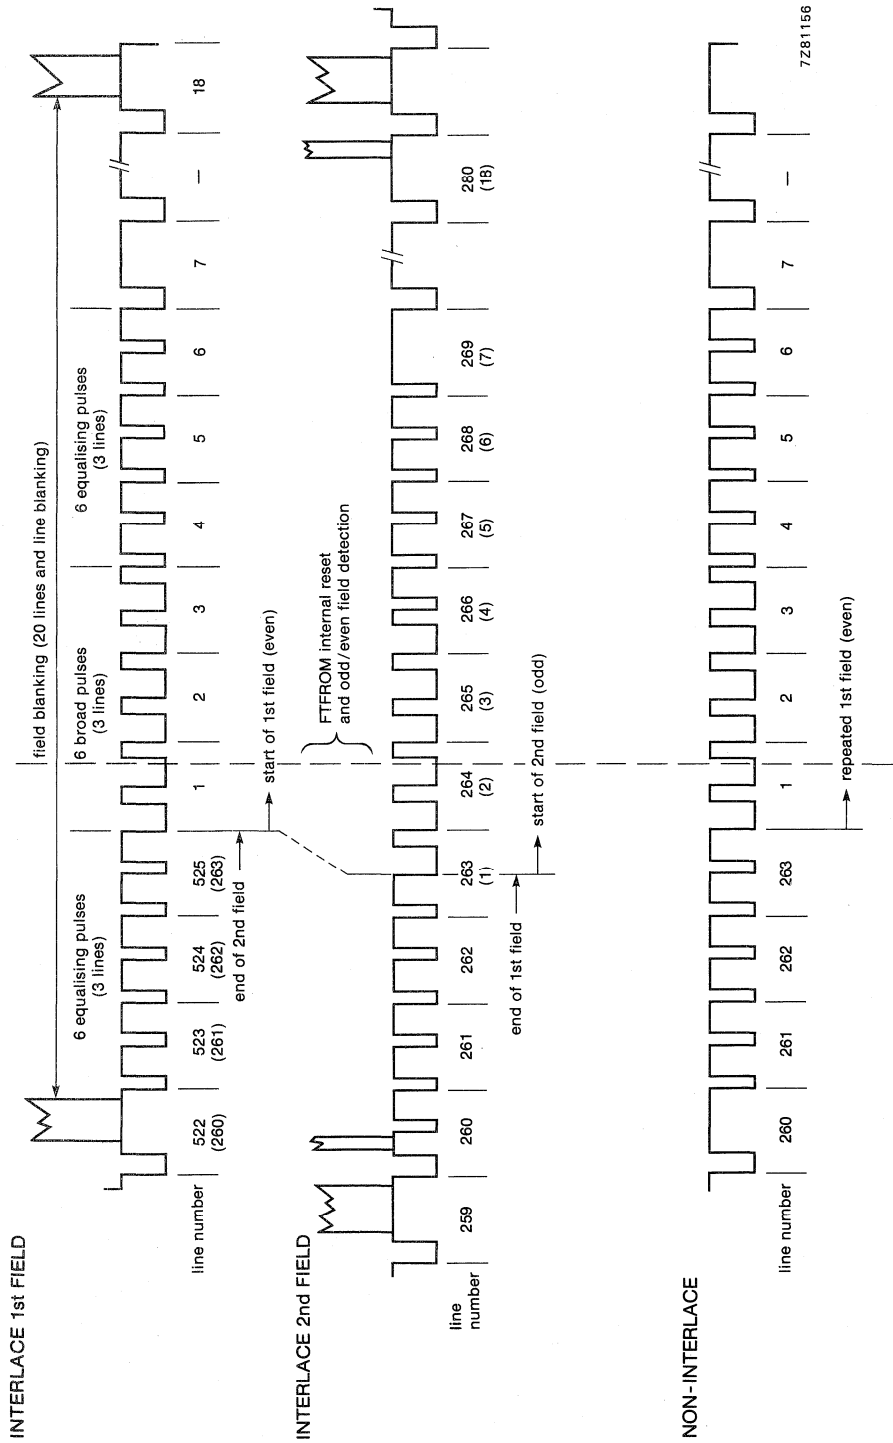 INTERLACE 1st FIELD
field blanking (20 lines and line blanking)
6 equalising pulses
(3 lines)
6 broad pulses
(3 lines)
6 equalising pulses
(3 lines)
line number
522
(260)
523
(261)
524
(262)
525
(263)
1
2
3
4
5
6
7
—
18
end of 2nd field
start of 1st field (even)
INTERLACE 2nd FIELD
FTFROM internal reset
and odd/even field detection
line
number
259
260
261
262
263
(1)
264
(2)
265
(3)
266
(4)
267
(5)
268
(6)
269
(7)
280
(18)
end of 1st field
start of 2nd field (odd)
NON-INTERLACE
line number
260
261
262
263
1
2
3
4
5
6
7
—
repeated 1st field (even)
7Z81156